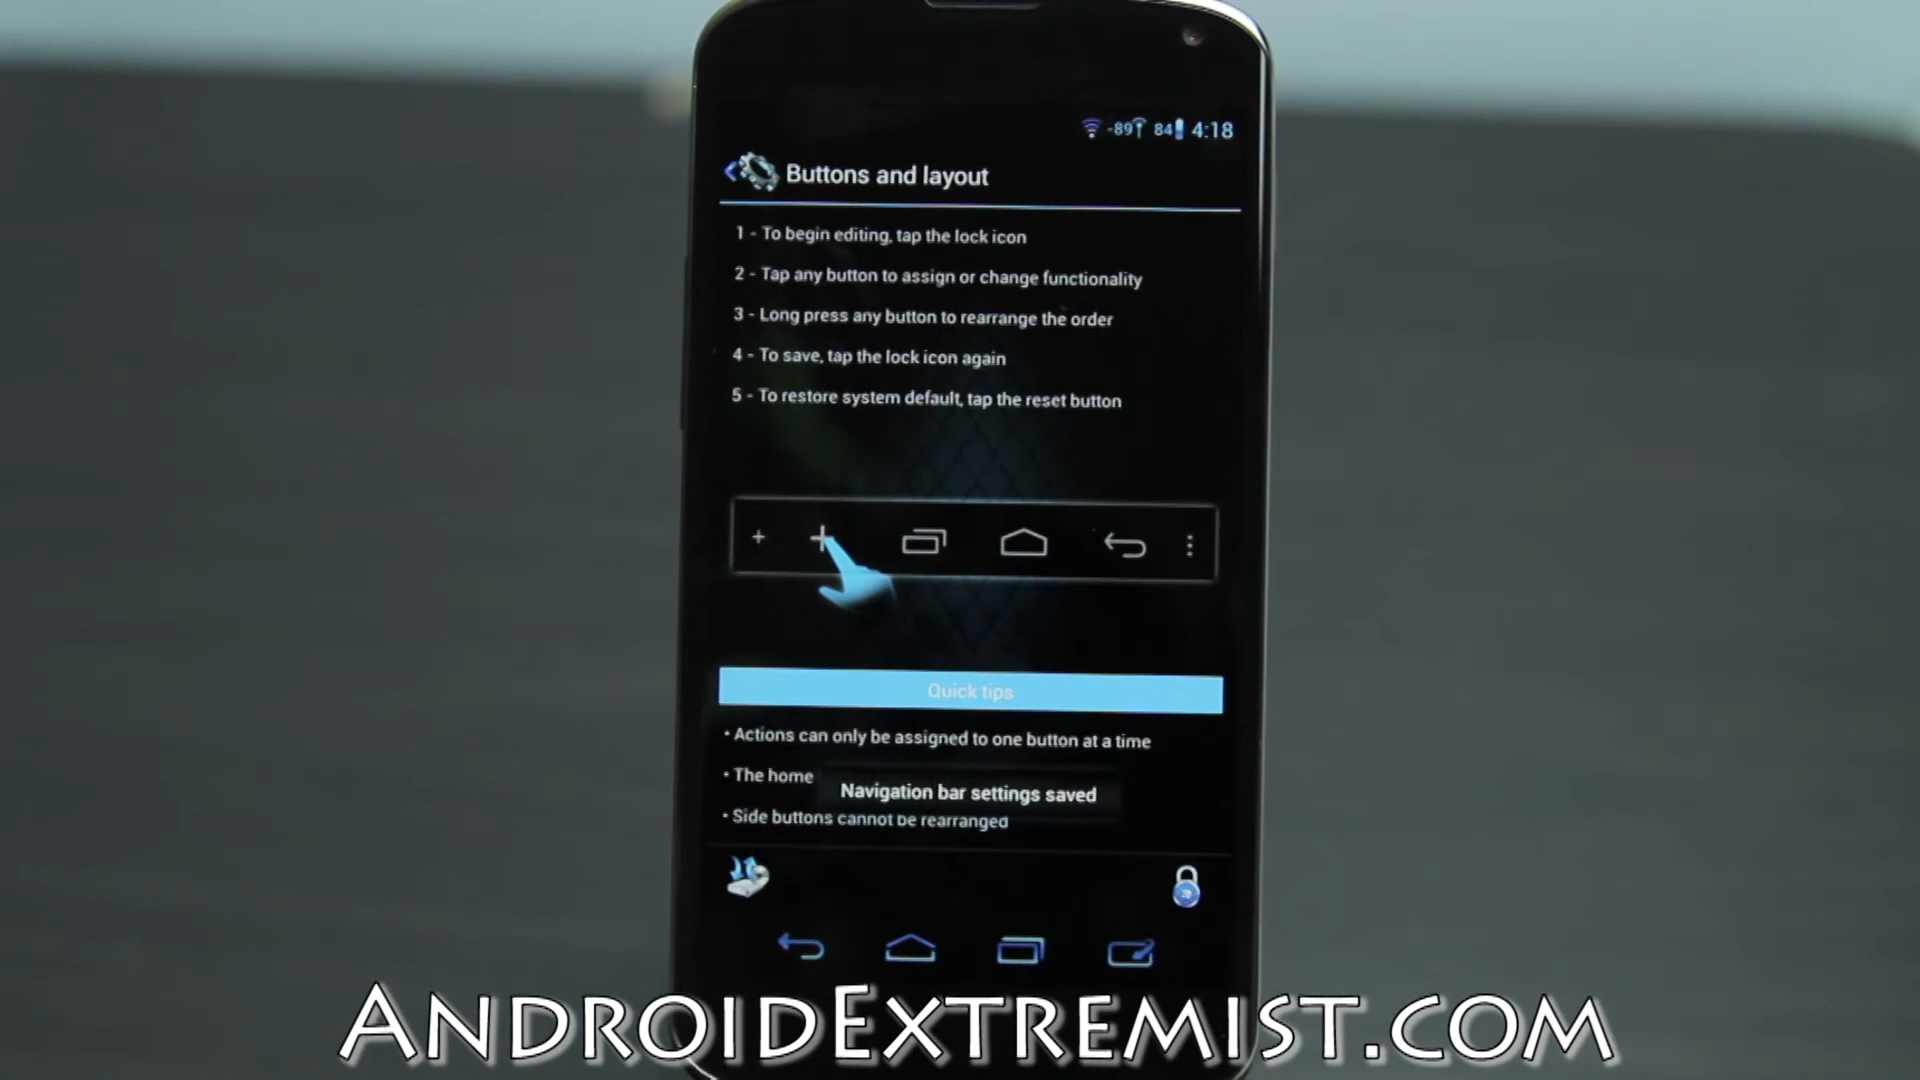 -89 84 4:18
Buttons and layout
1 - To begin editing, tap the lock icon
2 - Tap any button to assign or change functionality
3 - Long press any button to rearrange the order
4 - To save, tap the lock icon again
5 - To restore system default, tap the reset button
Quick tips
• Actions can only be assigned to one button at a time
• The home
Navigation bar settings saved
• Side buttons cannot be rearranged
AndroidExtremist.com